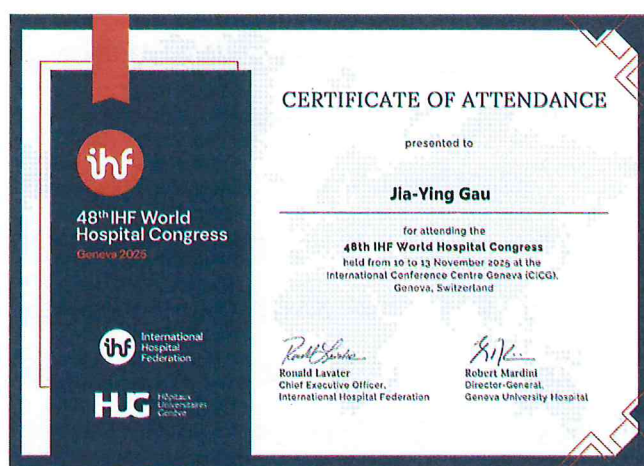 ihf
48th IHF World
Hospital Congress
Geneva 2025
ihf
International
Hospital
Federation
HUG
Hôpitaux
Universitaires
Genève
CERTIFICATE OF ATTENDANCE
presented to
Jia-Ying Gau
for attending the
48th IHF World Hospital Congress
held from 10 to 13 November 2025 at the
International Conference Centre Geneva (CICG),
Geneva, Switzerland
Ronald Lavater
Chief Executive Officer,
International Hospital Federation
Robert Mardini
Director-General,
Geneva University Hospital